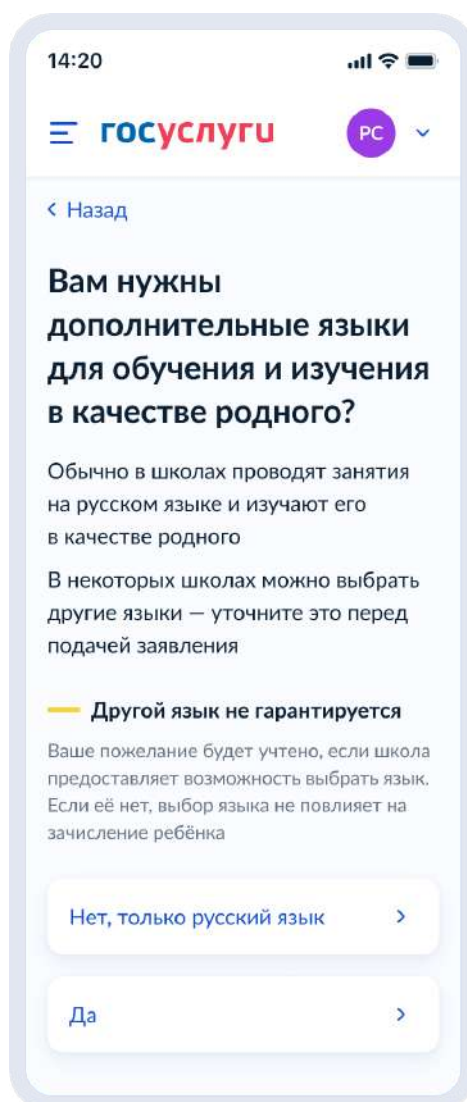 14:20
госуслуги
РС
Назад
Вам нужны
дополнительные языки
для обучения и изучения
в качестве родного?
Обычно в школах проводят занятия
на русском языке и изучают его
в качестве родного
В некоторых школах можно выбрать
другие языки — уточните это перед
подачей заявления
Другой язык не гарантируется
Ваше пожелание будет учтено, если школа
предоставляет возможность выбрать язык.
Если её нет, выбор языка не повлияет на
зачисление ребёнка
Нет, только русский язык
Да